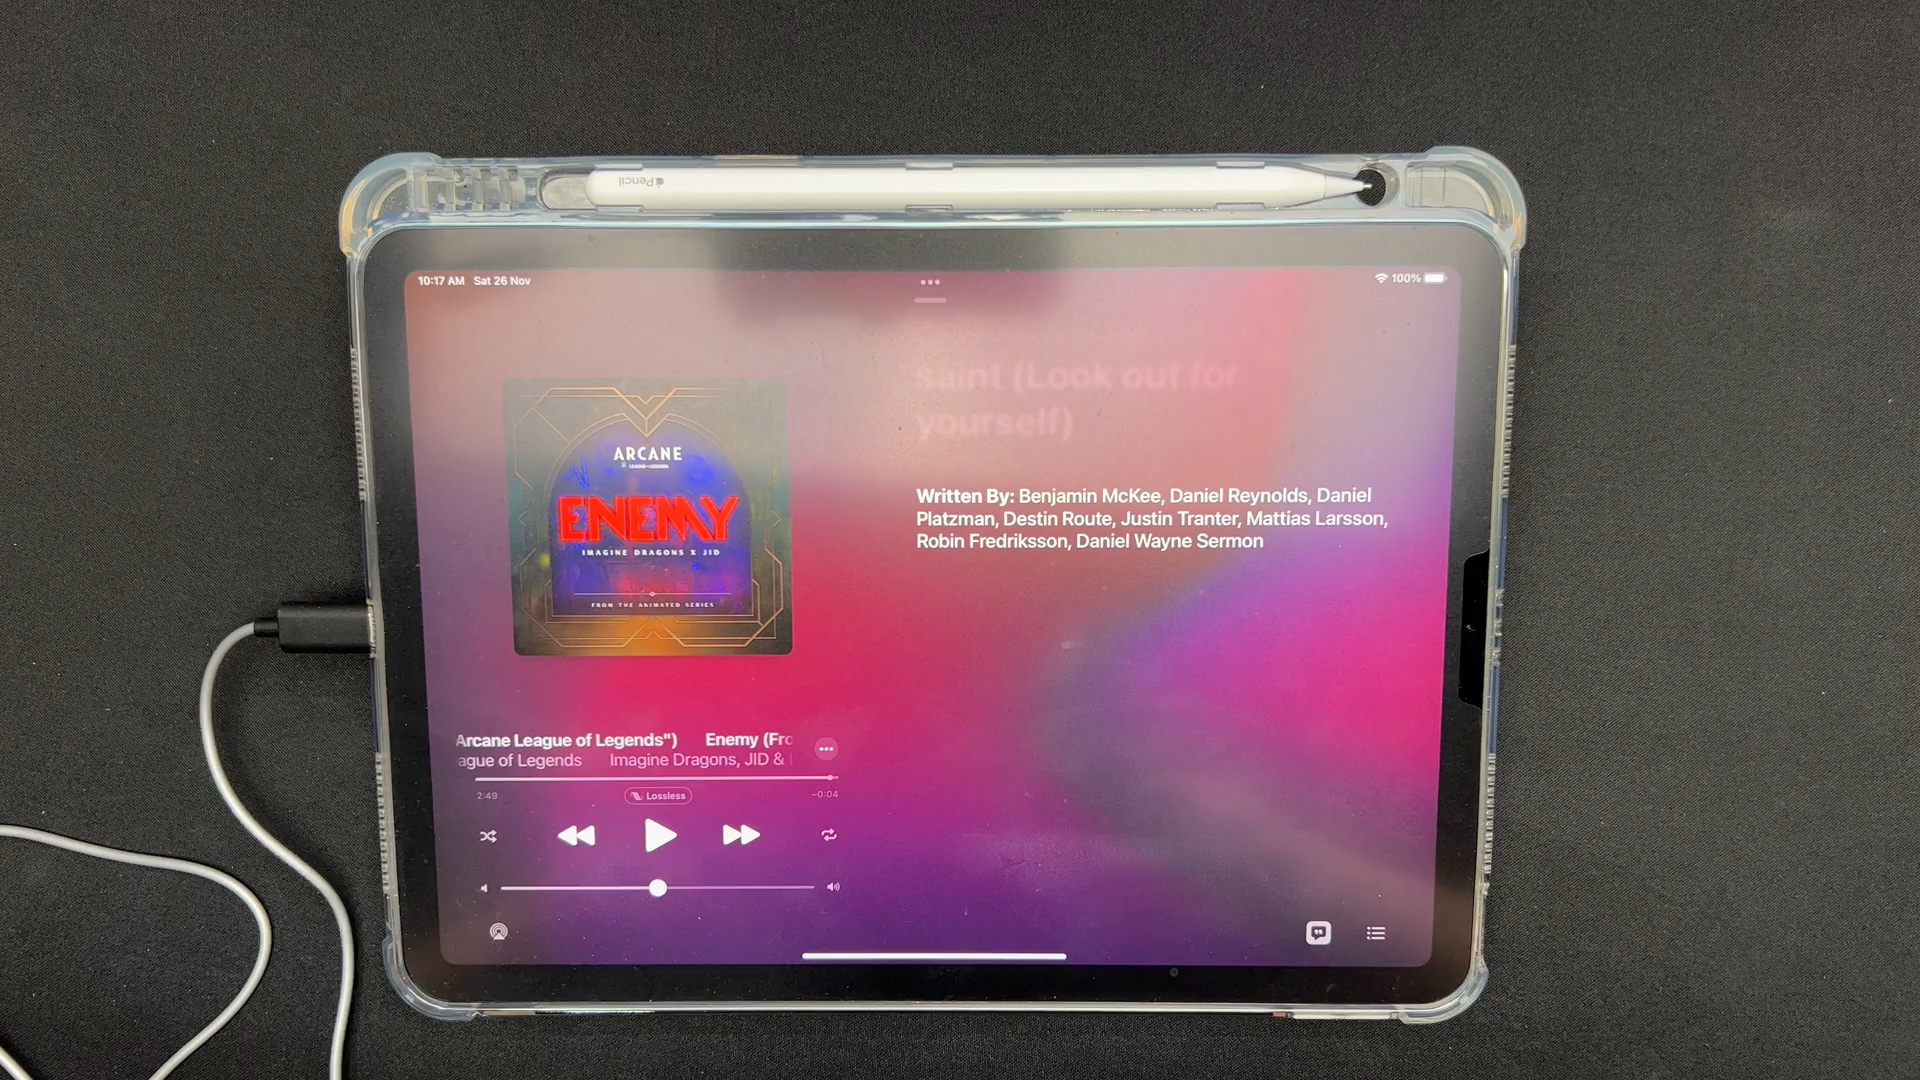 Pencil
10:17 AM Sat 26 Nov
100%
saint (Look out for
yourself)
ARCANE
LEAGUE OF LEGENDS
ENEMY
IMAGINE DRAGONS X JID
FROM THE ANIMATED SERIES
Written By: Benjamin McKee, Daniel Reynolds, Daniel
Platzman, Destin Route, Justin Tranter, Mattias Larsson,
Robin Fredriksson, Daniel Wayne Sermon
Arcane League of Legends") Enemy (Fro
ague of Legends Imagine Dragons, JID &
2:49 Lossless -0:04